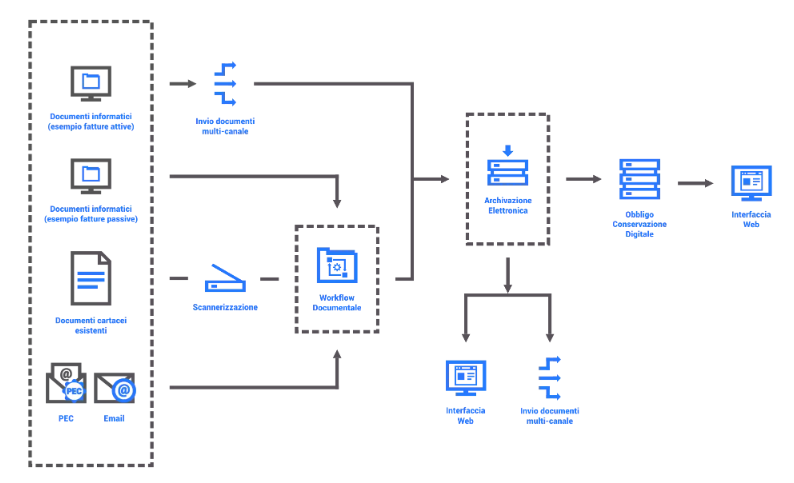 Documenti informatici
(esempio fatture attive)
Invio documenti
multi-canale
Documenti informatici
(esempio fatture passive)
Archivazione
Elettronica
Obbligo
Conservazione
Digitale
Interfaccia
Web
Scannerizzazione
Workflow
Documentale
Documenti cartacei
esistenti
@
PEC
@
PEC
Email
Interfaccia
Web
Invio documenti
multi-canale